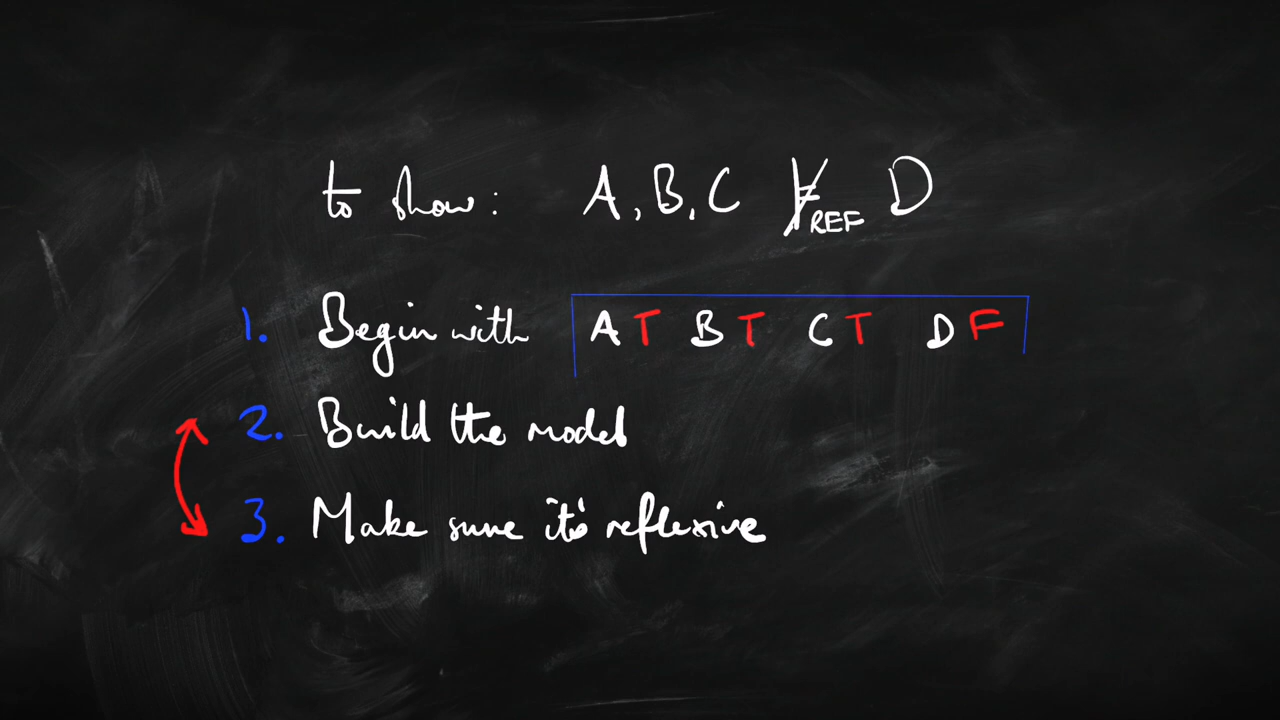 to show: A, B, C ⊭REF D
1. Begin with A T B T C T D F
2. Build the model
3. Make sure it's reflexive